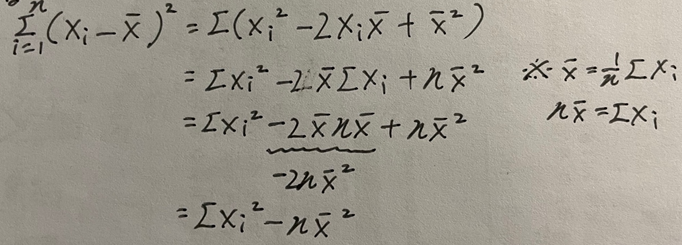 n
Σ(xᵢ - x̄)² = Σ(xᵢ² - 2xᵢx̄ + x̄²)
i=1
= Σxᵢ² - 2x̄Σxᵢ + nx̄² ※ x̄ = 1/n Σxᵢ
= Σxᵢ² - 2x̄nx̄ + nx̄² nx̄ = Σxᵢ
-2nx̄²
= Σxᵢ² - nx̄²